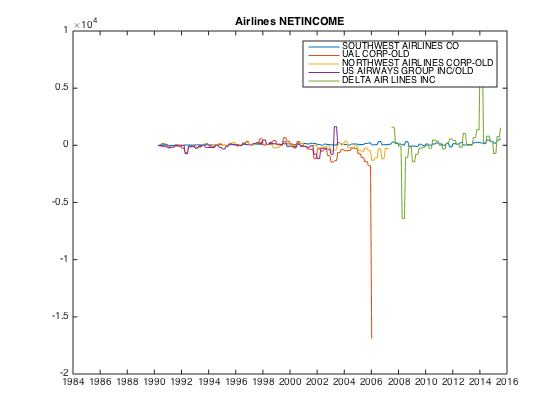 Airlines NETINCOME
×10^4
1
0.5
0
-0.5
-1
-1.5
-2
1984 1986 1988 1990 1992 1994 1996 1998 2000 2002 2004 2006 2008 2010 2012 2014 2016
SOUTHWEST AIRLINES CO
UAL CORP-OLD
NORTHWEST AIRLINES CORP-OLD
US AIRWAYS GROUP INC/OLD
DELTA AIR LINES INC